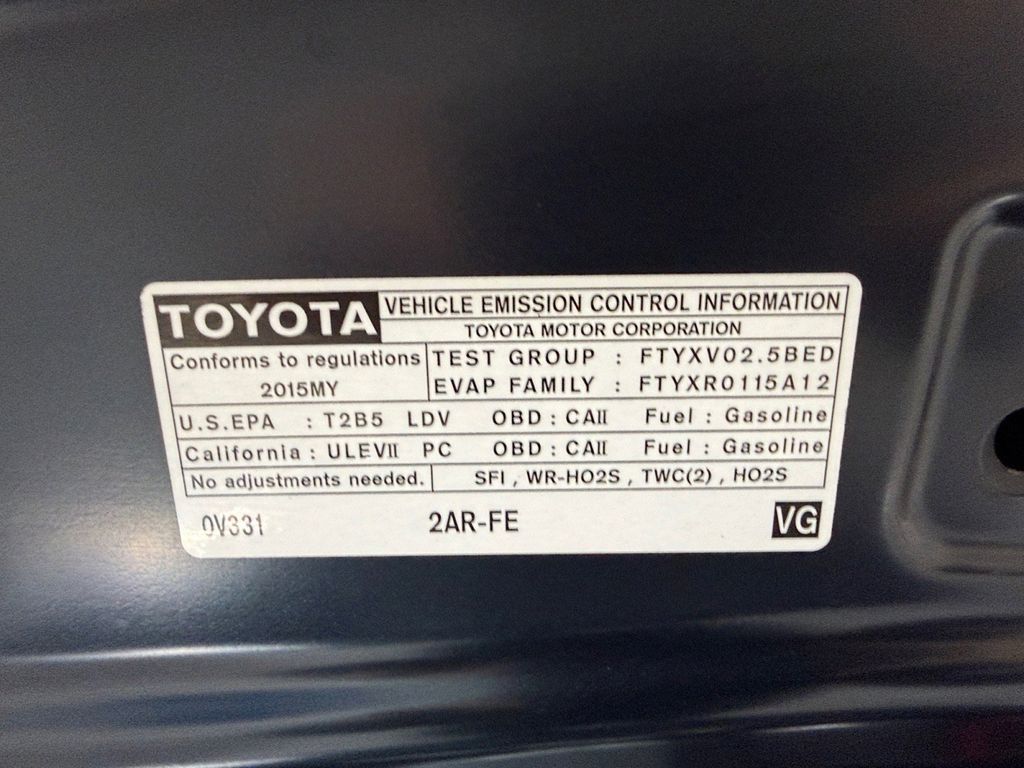 TOYOTA VEHICLE EMISSION CONTROL INFORMATION
TOYOTA MOTOR CORPORATION
Conforms to regulations
2015MY
TEST GROUP : FTYXV02.5BED
EVAP FAMILY : FTYXR0115A12
U.S.EPA : T2B5 LDV OBD : CAII Fuel : Gasoline
California : ULEVII PC OBD : CAII Fuel : Gasoline
No adjustments needed. SFI , WR-HO2S , TWC(2) , HO2S
0V331 2AR-FE VG